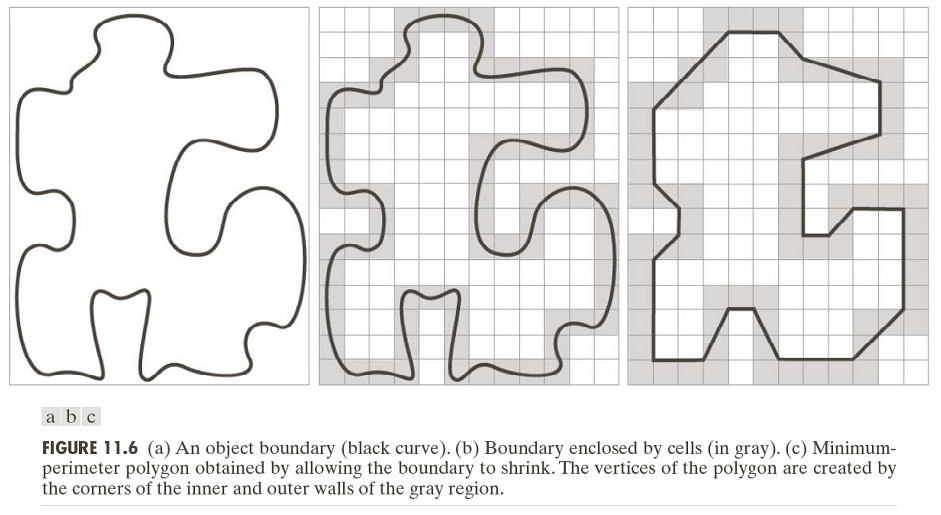 a b c
FIGURE 11.6 (a) An object boundary (black curve). (b) Boundary enclosed by cells (in gray). (c) Minimum-
perimeter polygon obtained by allowing the boundary to shrink. The vertices of the polygon are created by
the corners of the inner and outer walls of the gray region.